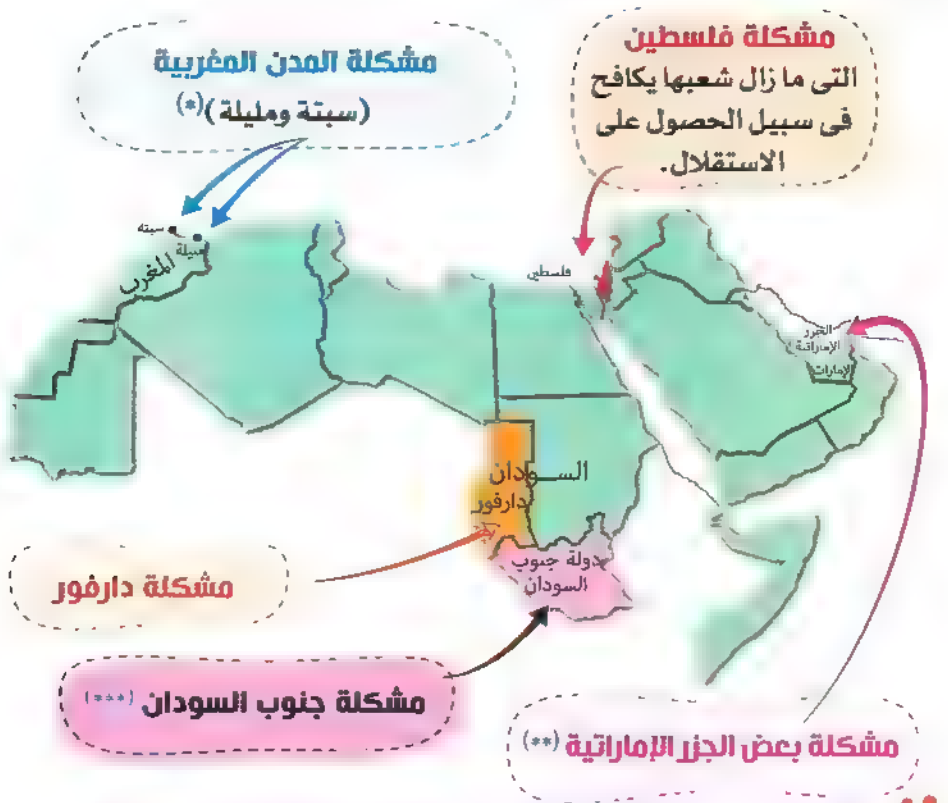 مشكلة فلسطين
التى ما زال شعبها يكافح
فى سبيل الحصول على
الاستقلال.
مشكلة المدن المغربية
(سبتة ومليلة)(*)
سبته
مليلة
المغرب
فلسطين
الجزر
الإماراتية
الإمارات
السودان
دارفور
دولة جنوب
السودان
مشكلة دارفور
مشكلة جنوب السودان (***)
مشكلة بعض الجزر الإماراتية (**)